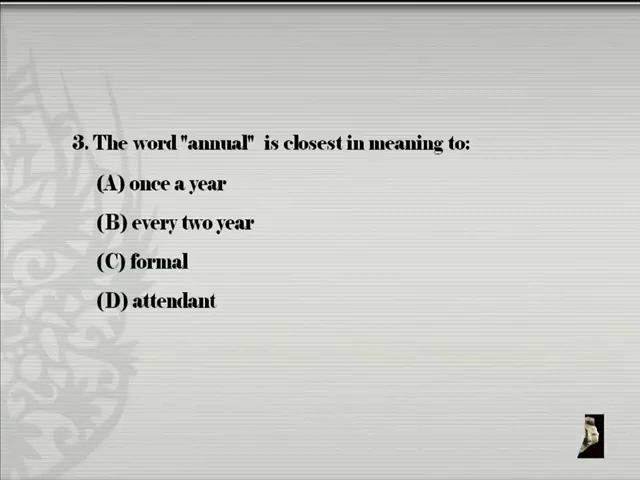 3. The word "annual" is closest in meaning to:
(A) once a year
(B) every two year
(C) formal
(D) attendant